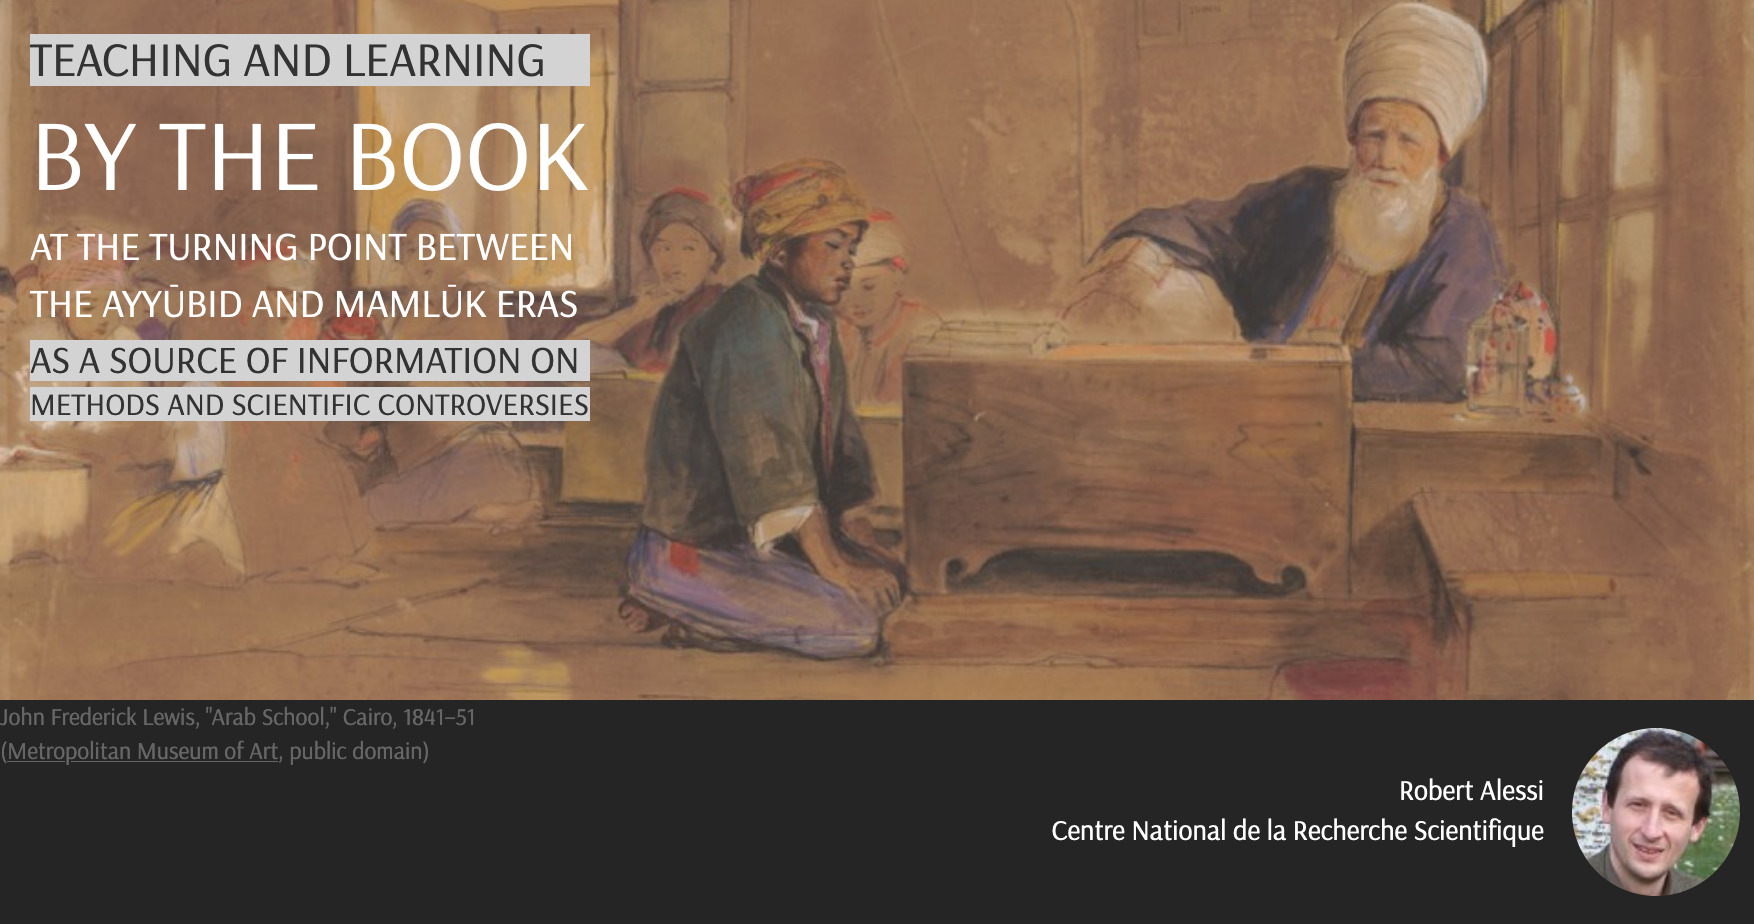 TEACHING AND LEARNING
BY THE BOOK
AT THE TURNING POINT BETWEEN
THE AYYŪBID AND MAMLŪK ERAS
AS A SOURCE OF INFORMATION ON
METHODS AND SCIENTIFIC CONTROVERSIES
John Frederick Lewis, "Arab School," Cairo, 1841–51
(Metropolitan Museum of Art, public domain)
Robert Alessi
Centre National de la Recherche Scientifique